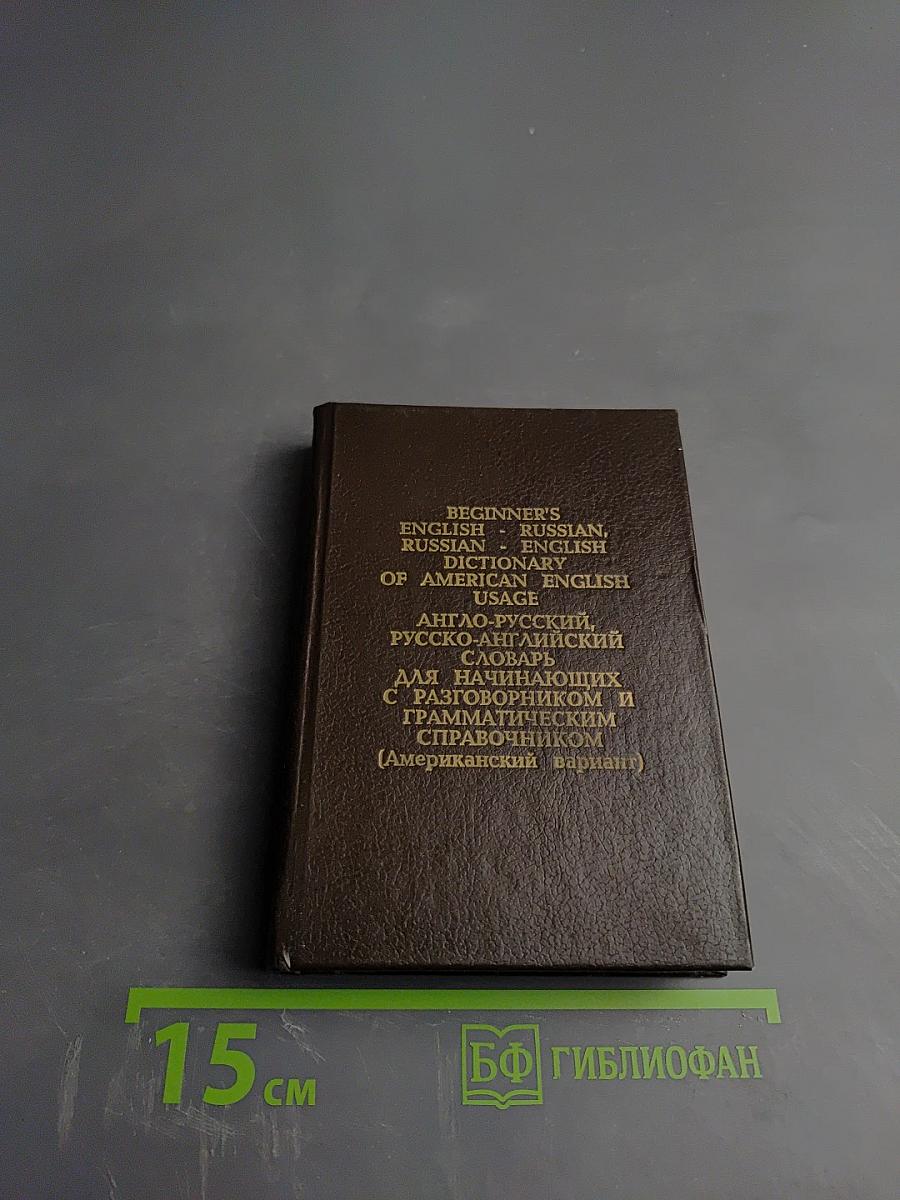 BEGINNER'S
ENGLISH - RUSSIAN,
RUSSIAN - ENGLISH
DICTIONARY
OF AMERICAN ENGLISH
USAGE
АНГЛО-РУССКИЙ,
РУССКО-АНГЛИЙСКИЙ
СЛОВАРЬ
ДЛЯ НАЧИНАЮЩИХ
С РАЗГОВОРНИКОМ И
ГРАММАТИЧЕСКИМ
СПРАВОЧНИКОМ
(Американский вариант)
15 см
БФ ГИБЛИОФАН